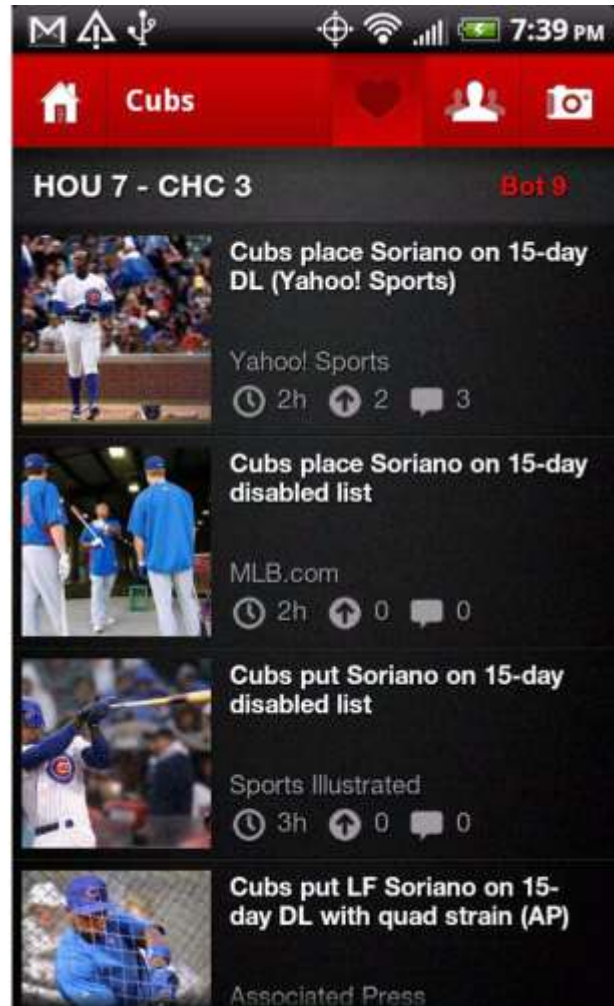 7:39 PM
Cubs
HOU 7 - CHC 3 Bot 9
Cubs place Soriano on 15-day
DL (Yahoo! Sports)
Yahoo! Sports
2h 2 3
Cubs place Soriano on 15-day
disabled list
MLB.com
2h 0 0
Cubs put Soriano on 15-day
disabled list
Sports Illustrated
3h 0 0
Cubs put LF Soriano on 15-
day DL with quad strain (AP)
Associated Press